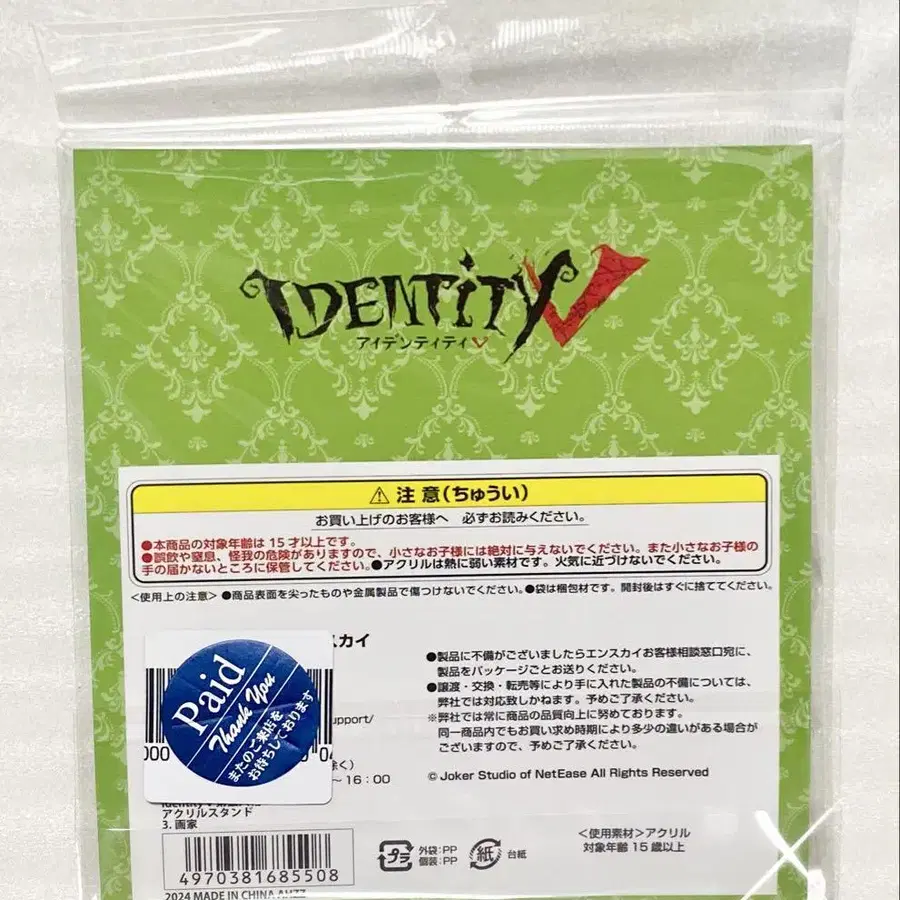 IDENTITY V
アイデンティティV
⚠ 注意(ちゅうい)
お買い上げのお客様へ 必ずお読みください。
●本商品の対象年齢は15才以上です。
●誤飲や窒息、怪我の危険がありますので、小さなお子様には絶対に与えないでください。また小さなお子様の
手の届かないところに保管してください。●アクリルは熱に弱い素材です。火気に近づけないでください。
<使用上の注意> ●商品表面を尖ったものや金属製品で傷つけないでください。●袋は梱包材です。開封後はすぐに捨ててください。
スカイ
Paid
Thank You
またのご来店を
お待ちしております
upport/
~16:00
●製品に不備がございましたらエンスカイお客様相談窓口宛に、
製品をパッケージごとお送りください。
●譲渡・交換・転売等により手に入れた製品の不備については、
弊社では対応致しかねます。予めご了承ください。
※弊社では常に商品の品質向上に努めております。
同一商品内でもお買い求め時期により多少の違いがある場合が
ございますので、予めご了承ください。
© Joker Studio of NetEase All Rights Reserved
アクリルスタンド
3. 画家
4970381685508
2024 MADE IN CHINA
プラ
外袋:PP
個装:PP
紙
台紙
<使用素材>アクリル
対象年齢15歳以上